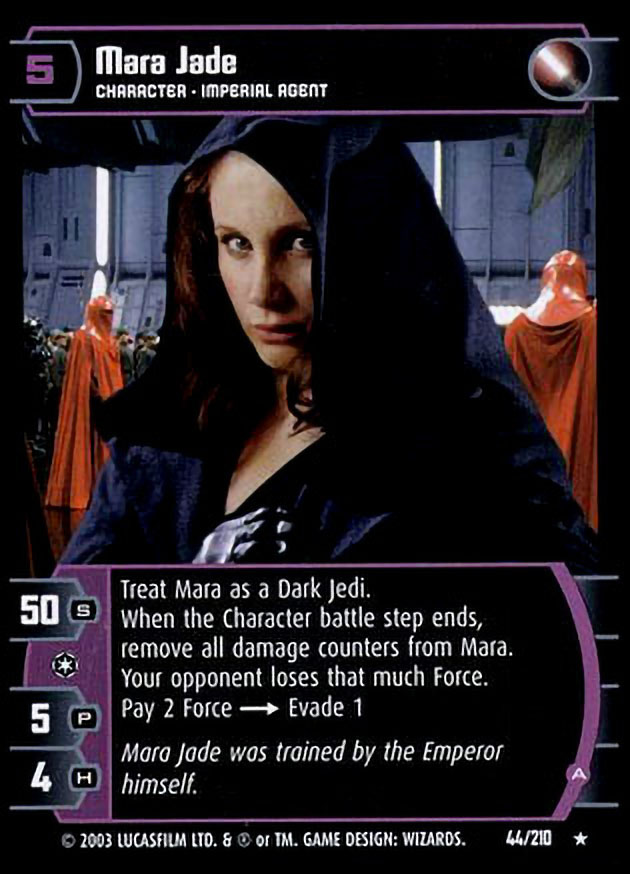 5
Mara Jade
CHARACTER - IMPERIAL AGENT
50 S
5 P
4 H
Treat Mara as a Dark Jedi.
When the Character battle step ends,
remove all damage counters from Mara.
Your opponent loses that much Force.
Pay 2 Force → Evade 1
Mara Jade was trained by the Emperor
himself.
A
© 2003 LUCASFILM LTD. & ® or TM. GAME DESIGN: WIZARDS. 44/210 ★